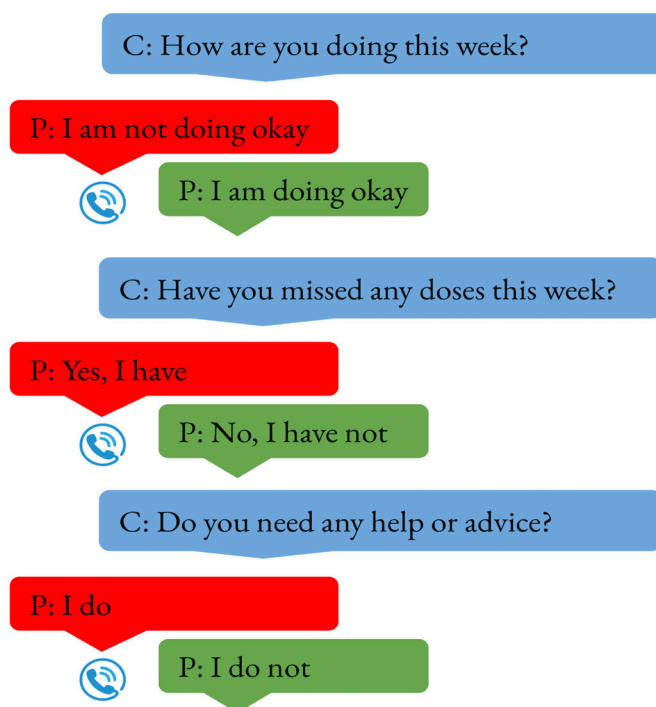 C: How are you doing this week?
P: I am not doing okay
P: I am doing okay
C: Have you missed any doses this week?
P: Yes, I have
P: No, I have not
C: Do you need any help or advice?
P: I do
P: I do not